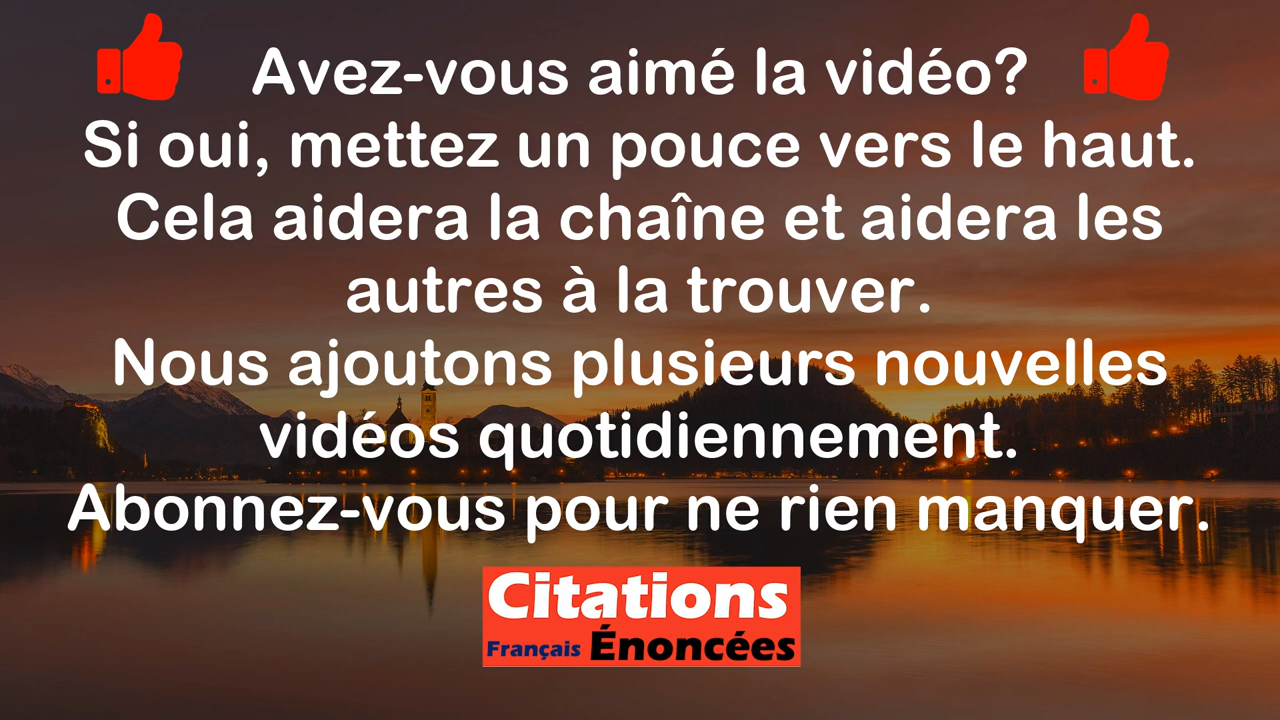 Avez-vous aimé la vidéo?
Si oui, mettez un pouce vers le haut.
Cela aidera la chaîne et aidera les
autres à la trouver.
Nous ajoutons plusieurs nouvelles
vidéos quotidiennement.
Abonnez-vous pour ne rien manquer.
Citations
Français Énoncées